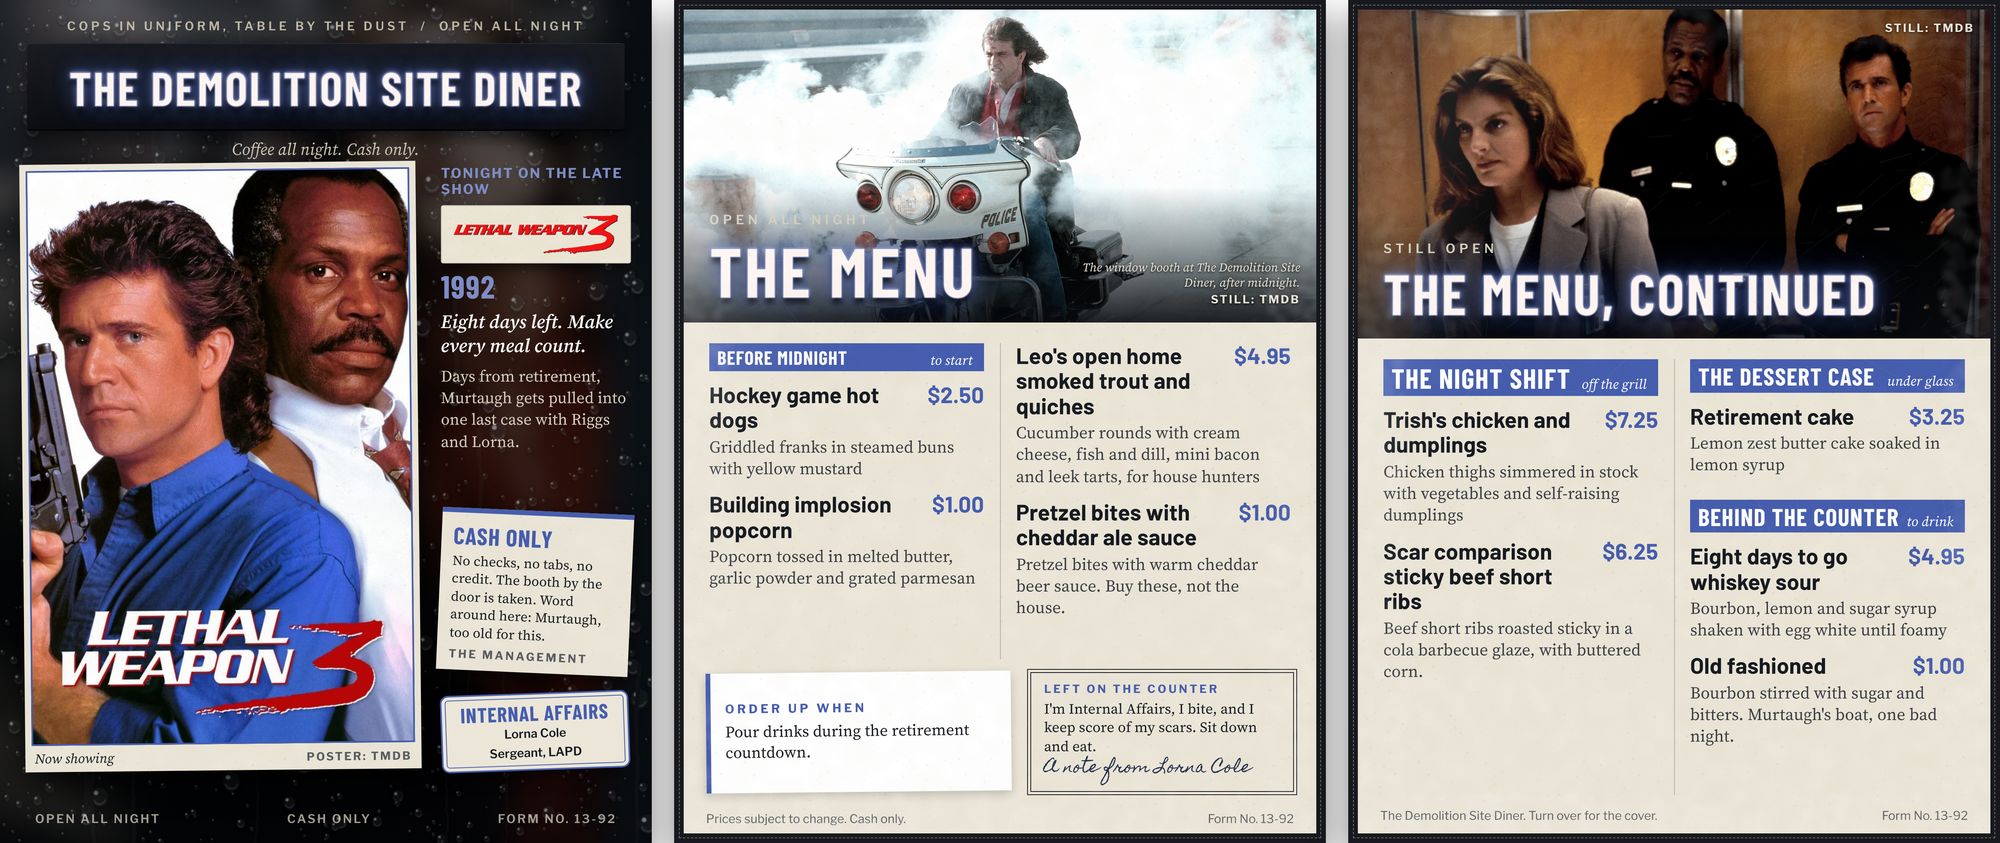 COPS IN UNIFORM, TABLE BY THE DUST / OPEN ALL NIGHT
THE DEMOLITION SITE DINER
Coffee all night. Cash only.
LETHAL
WEAPON 3
Now showing
POSTER: TMDB
TONIGHT ON THE LATE
SHOW
LETHAL WEAPON 3
1992
Eight days left. Make
every meal count.
Days from retirement,
Murtaugh gets pulled into
one last case with Riggs
and Lorna.
CASH ONLY
No checks, no tabs, no
credit. The booth by the
door is taken. Word
around here: Murtaugh,
too old for this.
THE MANAGEMENT
INTERNAL AFFAIRS
Lorna Cole
Sergeant, LAPD
OPEN ALL NIGHT
CASH ONLY
FORM NO. 13-92
POLICE
OPEN ALL NIGHT
THE MENU
The window booth at The Demolition Site
Diner, after midnight.
STILL: TMDB
BEFORE MIDNIGHT to start
Hockey game hot $2.50
dogs
Griddled franks in steamed buns
with yellow mustard
Building implosion $1.00
popcorn
Popcorn tossed in melted butter,
garlic powder and grated parmesan
Leo's open home $4.95
smoked trout and
quiches
Cucumber rounds with cream
cheese, fish and dill, mini bacon
and leek tarts, for house hunters
Pretzel bites with $1.00
cheddar ale sauce
Pretzel bites with warm cheddar
beer sauce. Buy these, not the
house.
ORDER UP WHEN
Pour drinks during the retirement
countdown.
LEFT ON THE COUNTER
I'm Internal Affairs, I bite, and I
keep score of my scars. Sit down
and eat.
A note from Lorna Cole
Prices subject to change. Cash only.
Form No. 13-92
STILL: TMDB
STILL OPEN
THE MENU, CONTINUED
THE NIGHT SHIFT off the grill
Trish's chicken and $7.25
dumplings
Chicken thighs simmered in stock
with vegetables and self-raising
dumplings
Scar comparison $6.25
sticky beef short
ribs
Beef short ribs roasted sticky in a
cola barbecue glaze, with buttered
corn.
THE DESSERT CASE under glass
Retirement cake $3.25
Lemon zest butter cake soaked in
lemon syrup
BEHIND THE COUNTER to drink
Eight days to go $4.95
whiskey sour
Bourbon, lemon and sugar syrup
shaken with egg white until foamy
Old fashioned $1.00
Bourbon stirred with sugar and
bitters. Murtaugh's boat, one bad
night.
The Demolition Site Diner. Turn over for the cover.
Form No. 13-92